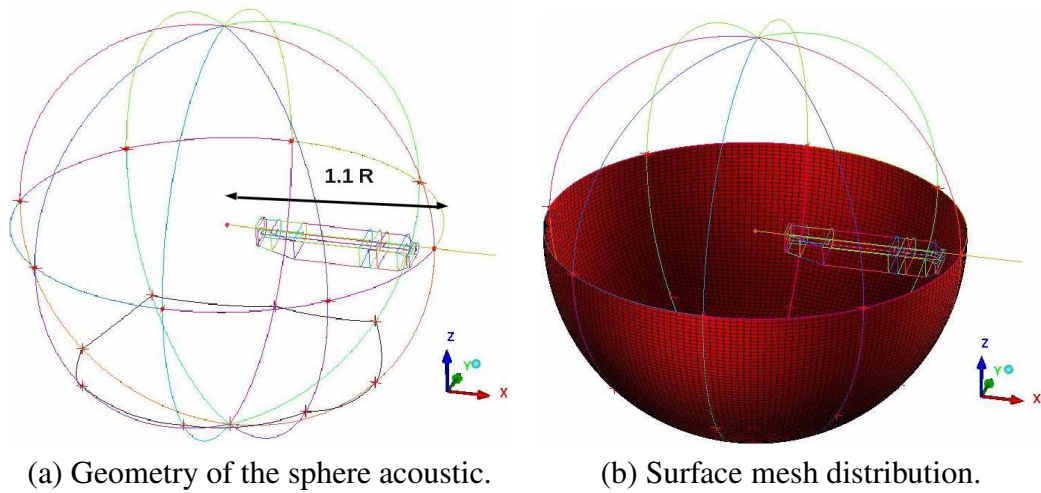 1.1 R
Z
Y
X
Z
Y
X
(a) Geometry of the sphere acoustic.
(b) Surface mesh distribution.